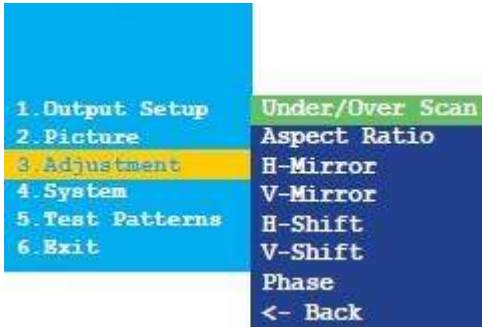 1.Output Setup
2.Picture
3.Adjustment
4.System
5.Test Patterns
6.Exit
Under/Over Scan
Aspect Ratio
H-Mirror
V-Mirror
H-Shift
V-Shift
Phase
<- Back